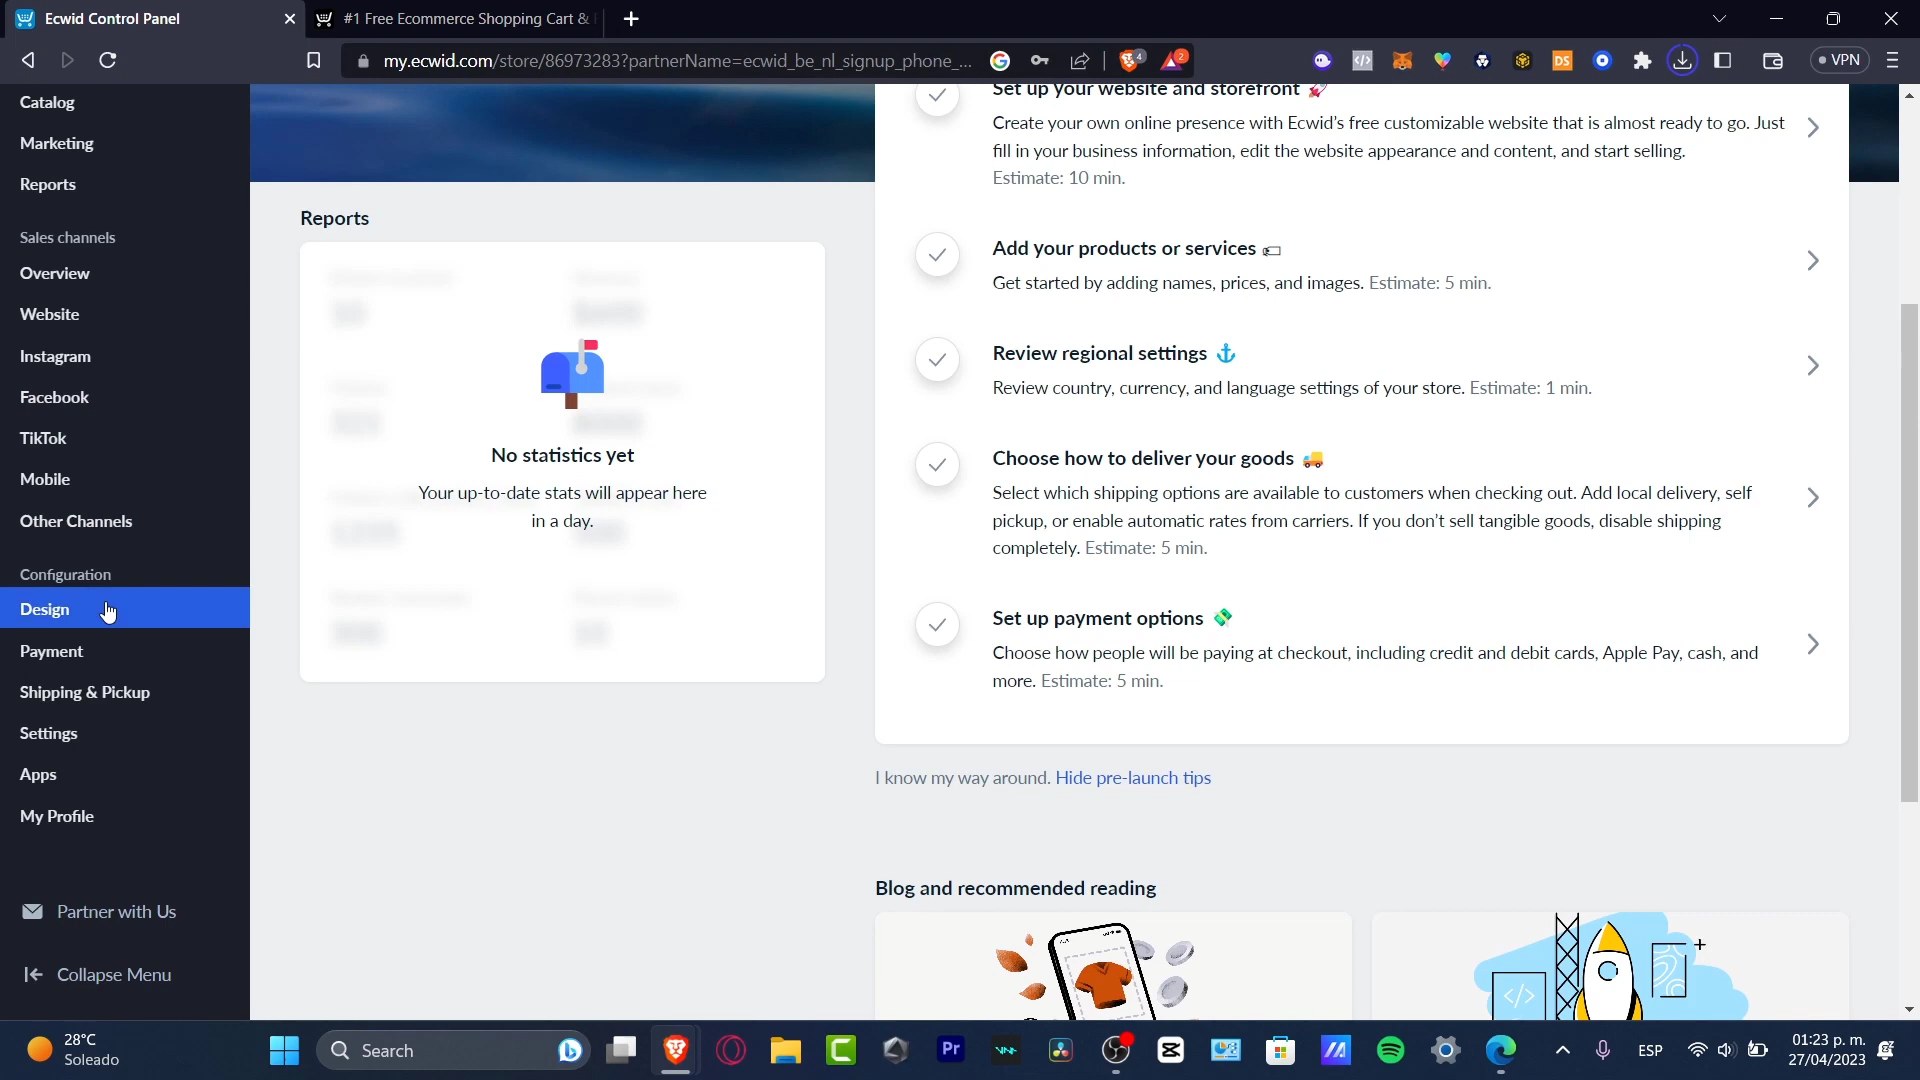 Ecwid Control Panel
#1 Free Ecommerce Shopping Cart &
my.ecwid.com/store/86973283?partnerName=ecwid_be_nl_signup_phone_...
4
2
DS
VPN
Catalog
Marketing
Reports
Sales channels
Overview
Website
Instagram
Facebook
TikTok
Mobile
Other Channels
Configuration
Design
Payment
Shipping & Pickup
Settings
Apps
My Profile
Partner with Us
Collapse Menu
Reports
No statistics yet
Your up-to-date stats will appear here
in a day.
Set up your website and storefront
Create your own online presence with Ecwid's free customizable website that is almost ready to go. Just
fill in your business information, edit the website appearance and content, and start selling.
Estimate: 10 min.
Add your products or services
Get started by adding names, prices, and images. Estimate: 5 min.
Review regional settings
Review country, currency, and language settings of your store. Estimate: 1 min.
Choose how to deliver your goods
Select which shipping options are available to customers when checking out. Add local delivery, self
pickup, or enable automatic rates from carriers. If you don't sell tangible goods, disable shipping
completely. Estimate: 5 min.
Set up payment options
Choose how people will be paying at checkout, including credit and debit cards, Apple Pay, cash, and
more. Estimate: 5 min.
I know my way around. Hide pre-launch tips
Blog and recommended reading
</>
28°C
Soleado
Search
Pr
ESP
01:23 p. m.
27/04/2023